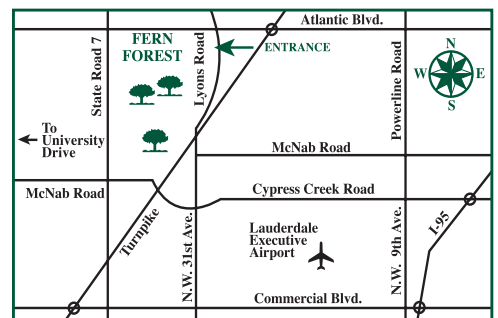 Atlantic Blvd.
FERN
FOREST
ENTRANCE
State Road 7
Lyons Road
Powerline Road
N
W E
S
To
University
Drive
McNab Road
McNab Road
Cypress Creek Road
Turnpike
N.W. 31st Ave.
Lauderdale
Executive
Airport
N.W. 9th Ave.
I-95
Commercial Blvd.